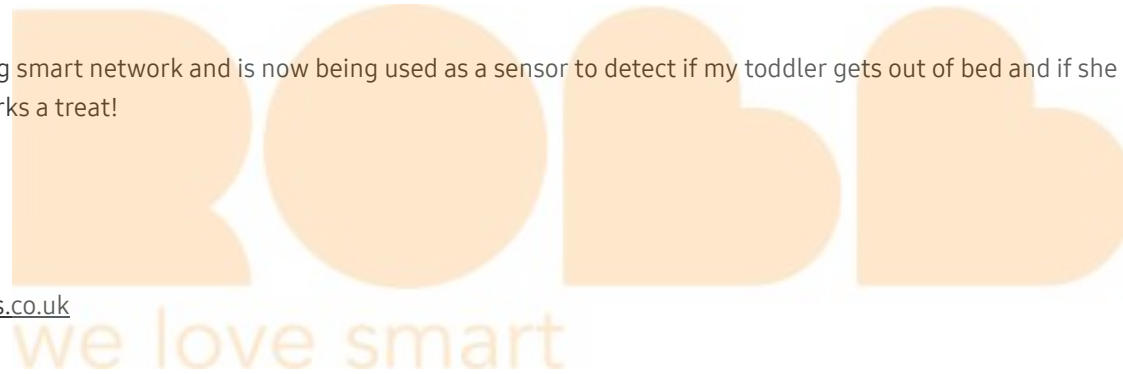 g smart network and is now being used as a sensor to detect if my toddler gets out of bed and if she
rks a treat!
s.co.uk
ROBB
we love smart